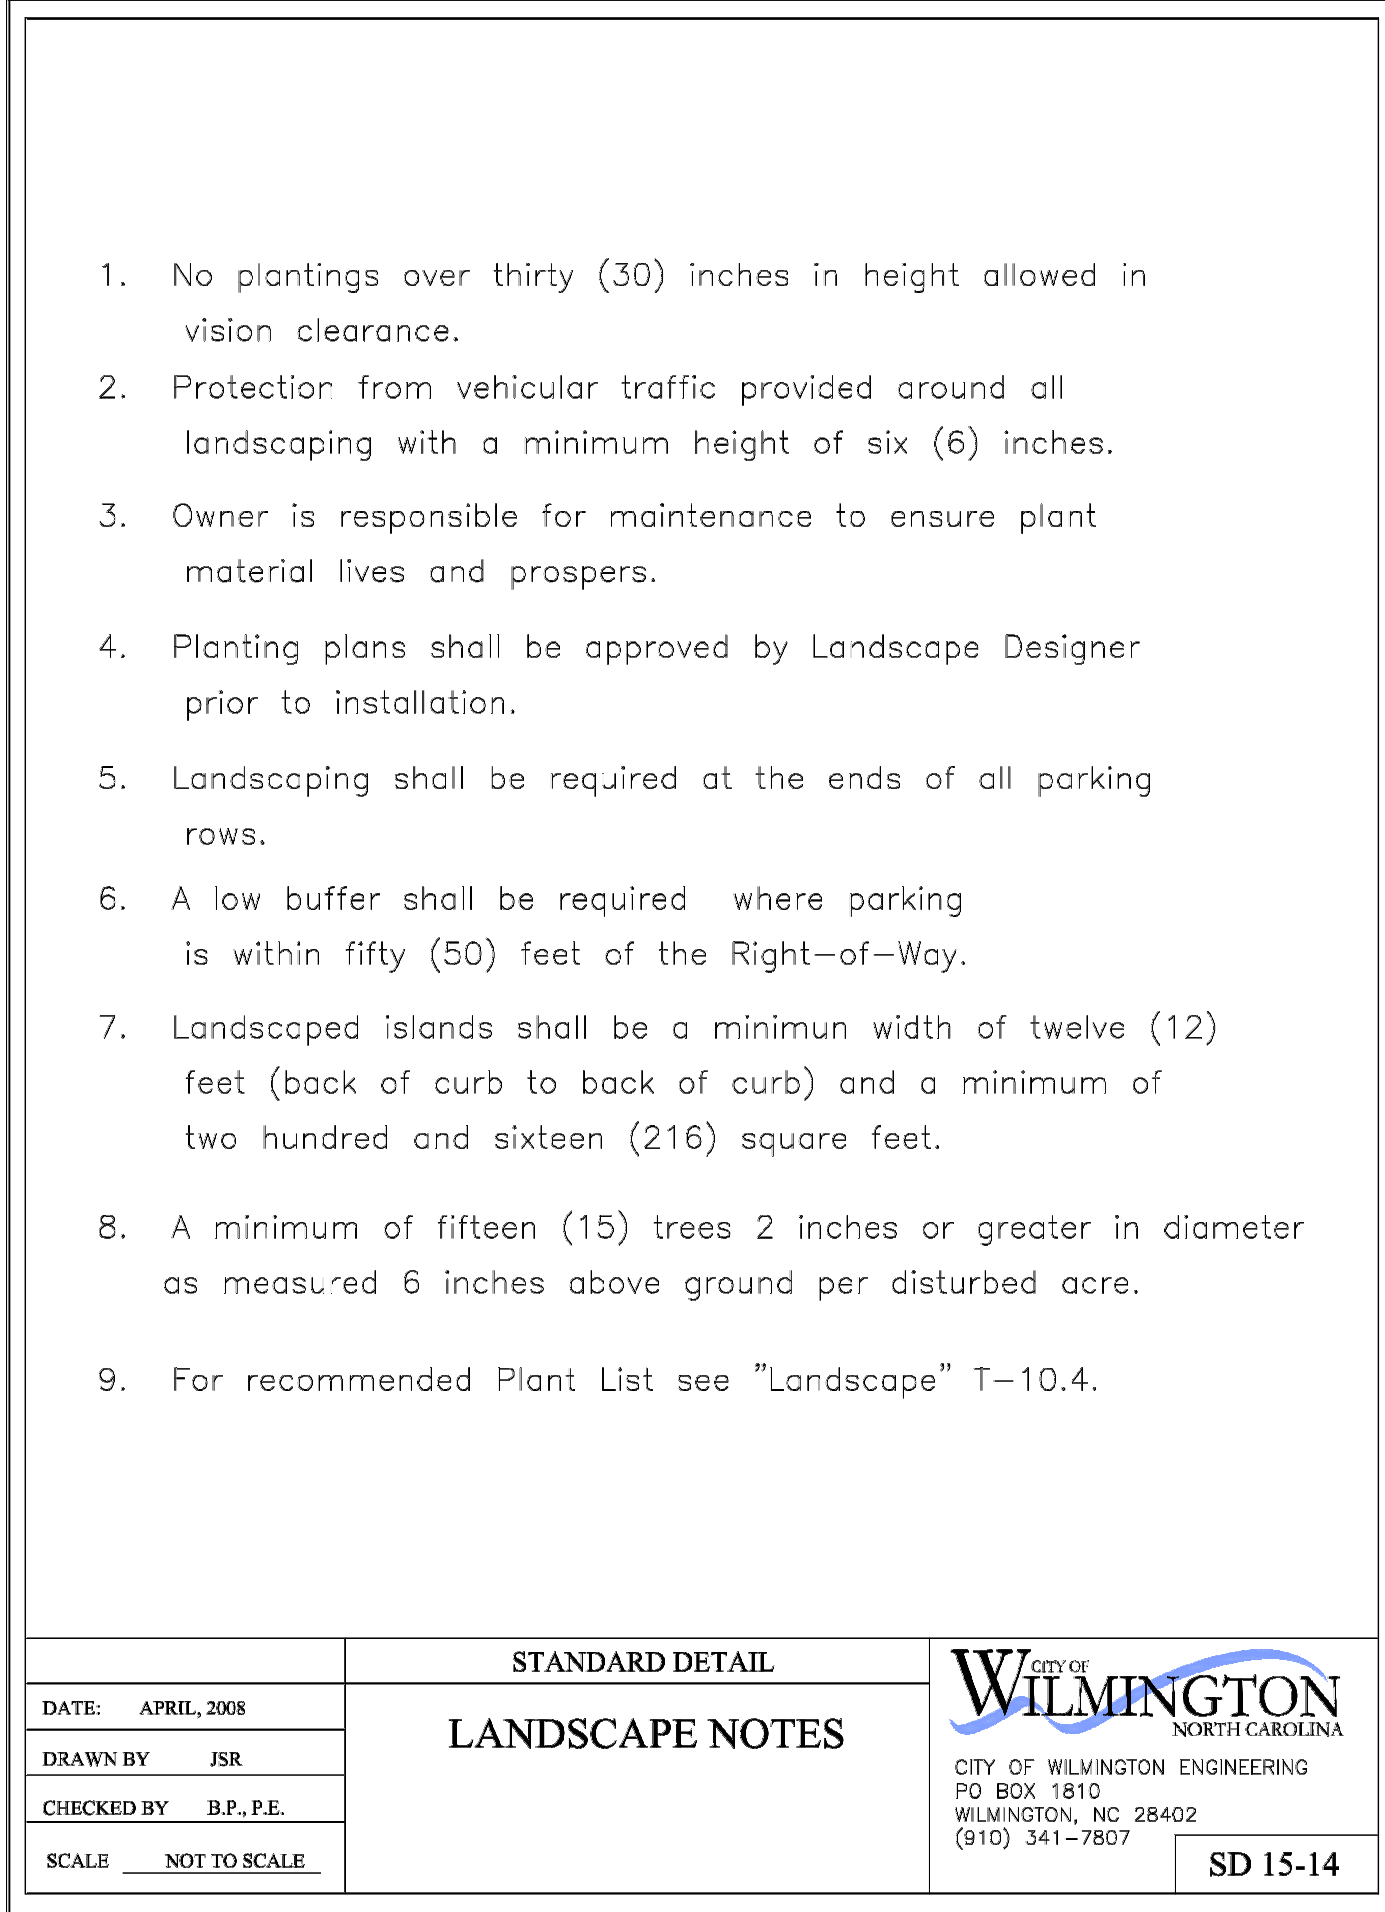 1. No plantings over thirty (30) inches in height allowed in
vision clearance.
2. Protection from vehicular traffic provided around all
landscaping with a minimum height of six (6) inches.
3. Owner is responsible for maintenance to ensure plant
material lives and prospers.
4. Planting plans shall be approved by Landscape Designer
prior to installation.
5. Landscaping shall be required at the ends of all parking
rows.
6. A low buffer shall be required where parking
is within fifty (50) feet of the Right-of-Way.
7. Landscaped islands shall be a minimun width of twelve (12)
feet (back of curb to back of curb) and a minimum of
two hundred and sixteen (216) square feet.
8. A minimum of fifteen (15) trees 2 inches or greater in diameter
as measured 6 inches above ground per disturbed acre.
9. For recommended Plant List see "Landscape" T-10.4.
DATE: APRIL, 2008
DRAWN BY JSR
CHECKED BY B.P., P.E.
SCALE NOT TO SCALE
STANDARD DETAIL
LANDSCAPE NOTES
CITY OF
WILMINGTON
NORTH CAROLINA
CITY OF WILMINGTON ENGINEERING
PO BOX 1810
WILMINGTON, NC 28402
(910) 341-7807
SD 15-14